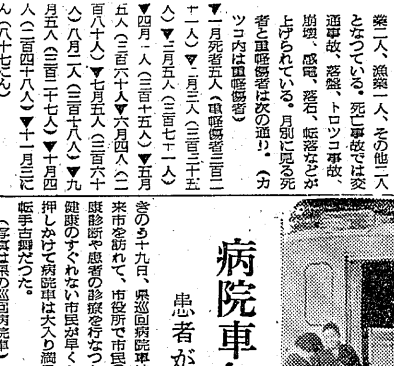 業二人、漁業一人、その他二人
となつている。死亡事故では交
通事故、落盤、トロツコ事故、
崩壊、感電、落石、転落などが
上げられている。月別に見る死
者と重軽傷者は次の通り。(カ
ツコ内は重軽傷者)
▼一月死者五人(重軽傷者三百二
十一人)▼二月三人(三百三十五
人)▼三月五人(三百七十一人)
▼四月一人(三百十五人)▼五月
五人(三百六十人)▼六月四人(二
百八十人)▼七月五人(三百六十
人)八月二人(三百十八人)▼九
月五人(三百二十七人)▼十月四
人(二百四十八人)▼十一月三に
(八十七にん)
病院車
患者が
きのう十九日、県巡回病院車
来市を訪れて、市役所で市民
康診断や患者の診療を行なつ
健康のすぐれない市民が早く
押しかけて病院車は大入り満
転手古舞だつた。
(写真は県の巡回病院車)